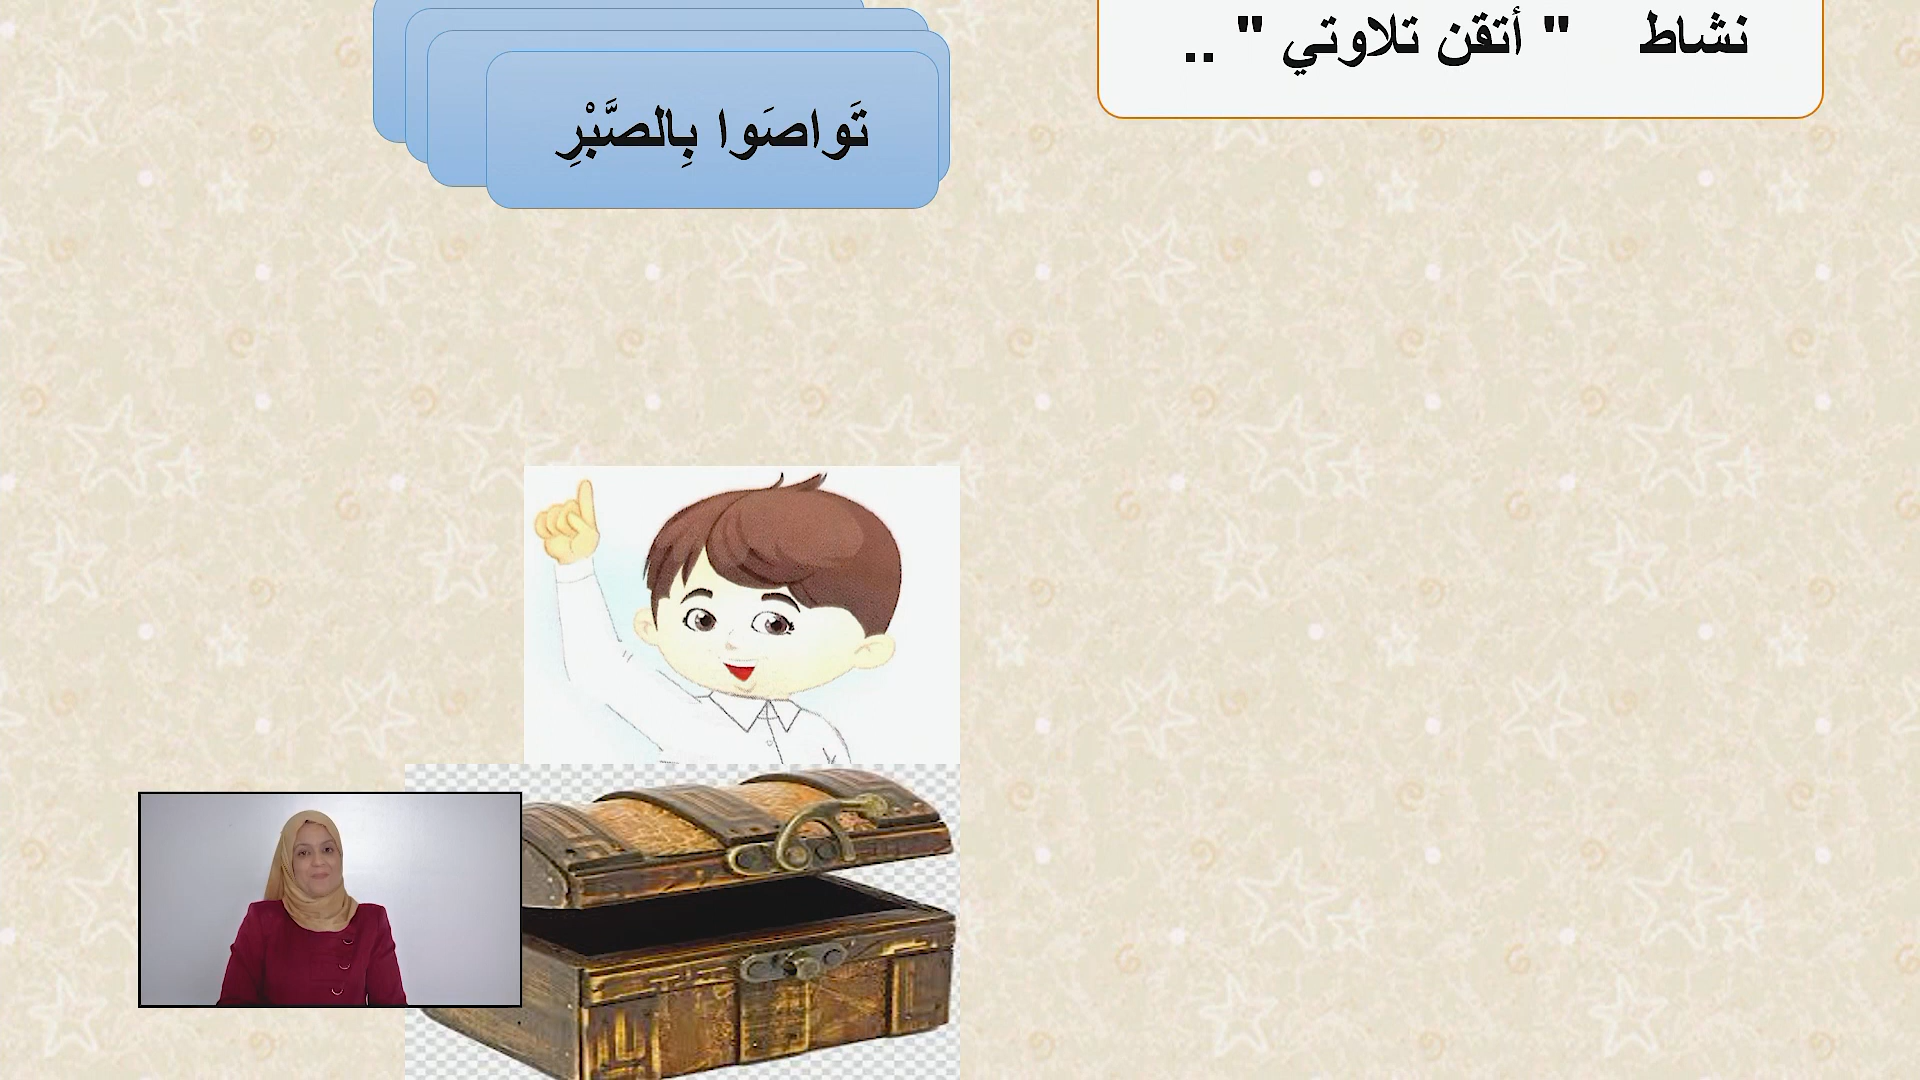 نشاط " أتقن تلاوتي " ..
تَواصَوا بِالصَّبْرِ